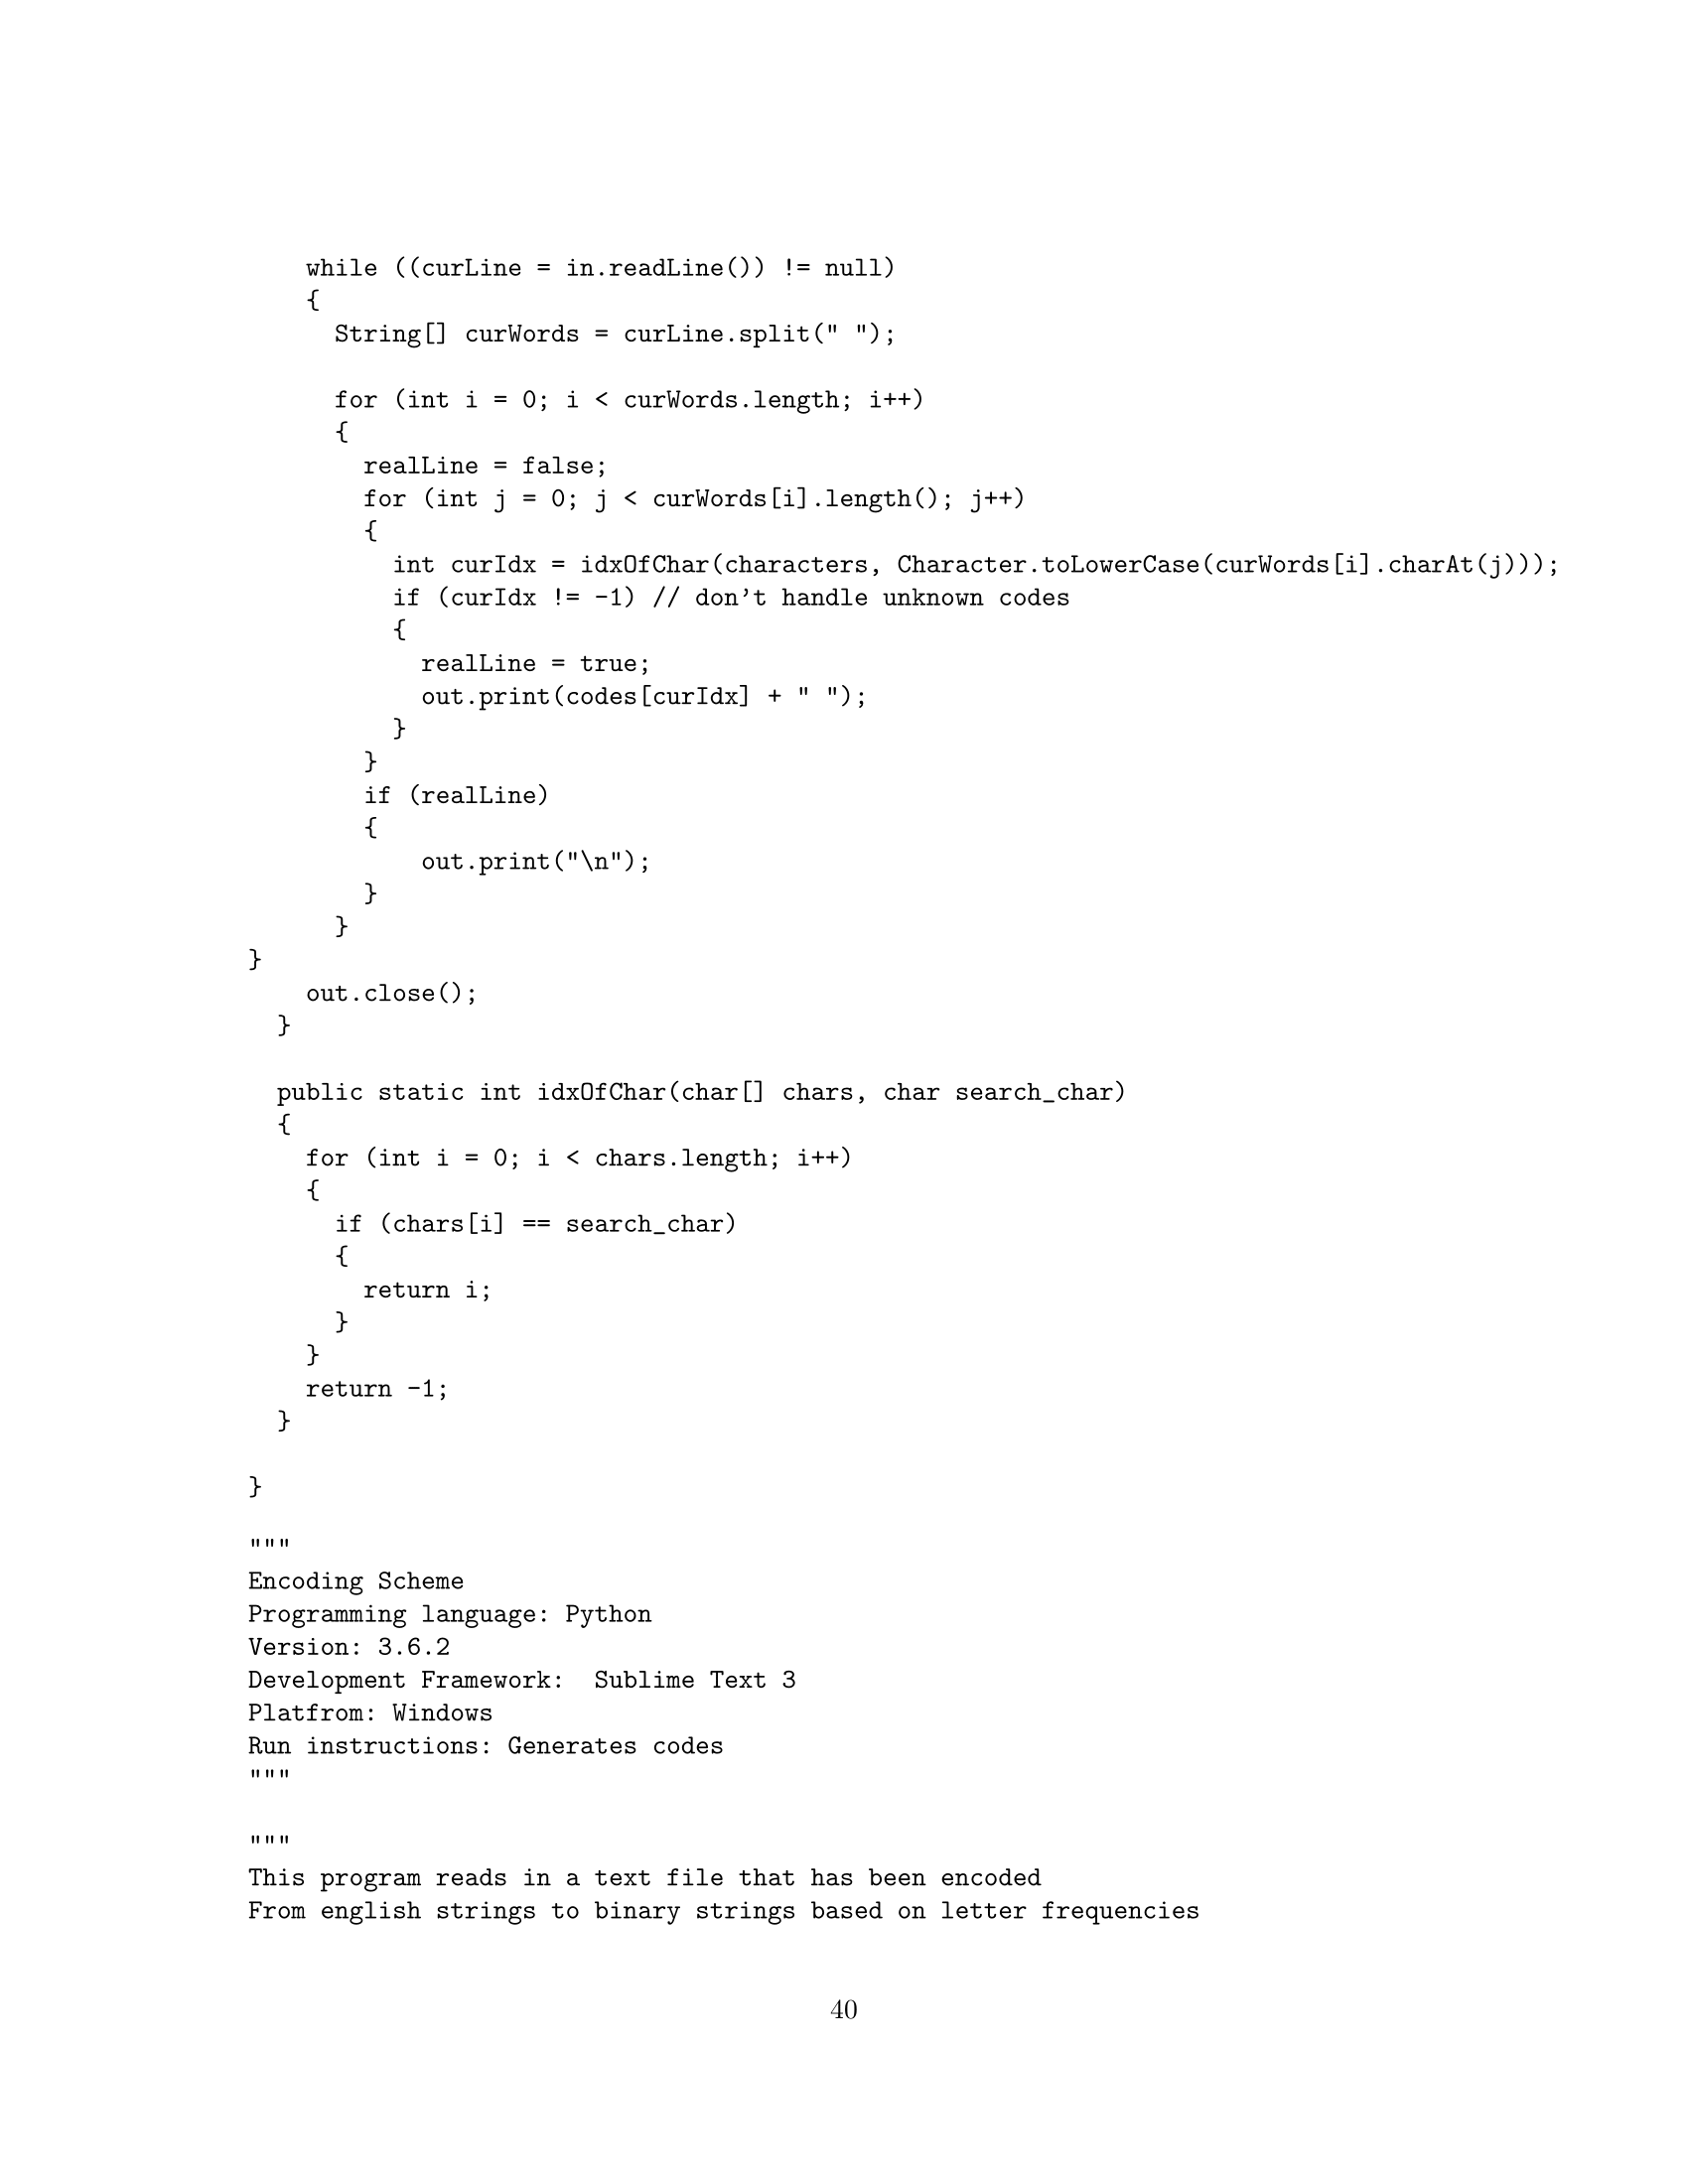 while ((curLine = in.readLine()) != null)
    {
      String[] curWords = curLine.split(" ");

      for (int i = 0; i < curWords.length; i++)
      {
        realLine = false;
        for (int j = 0; j < curWords[i].length(); j++)
        {
          int curIdx = idxOfChar(characters, Character.toLowerCase(curWords[i].charAt(j)));
          if (curIdx != -1) // don't handle unknown codes
          {
            realLine = true;
            out.print(codes[curIdx] + " ");
          }
        }
        if (realLine)
        {
            out.print("\n");
        }
      }
}
    out.close();
  }

  public static int idxOfChar(char[] chars, char search_char)
  {
    for (int i = 0; i < chars.length; i++)
    {
      if (chars[i] == search_char)
      {
        return i;
      }
    }
    return -1;
  }

}

"""
Encoding Scheme
Programming language: Python
Version: 3.6.2
Development Framework:  Sublime Text 3
Platfrom: Windows
Run instructions: Generates codes
"""

"""
This program reads in a text file that has been encoded
From english strings to binary strings based on letter frequencies

40